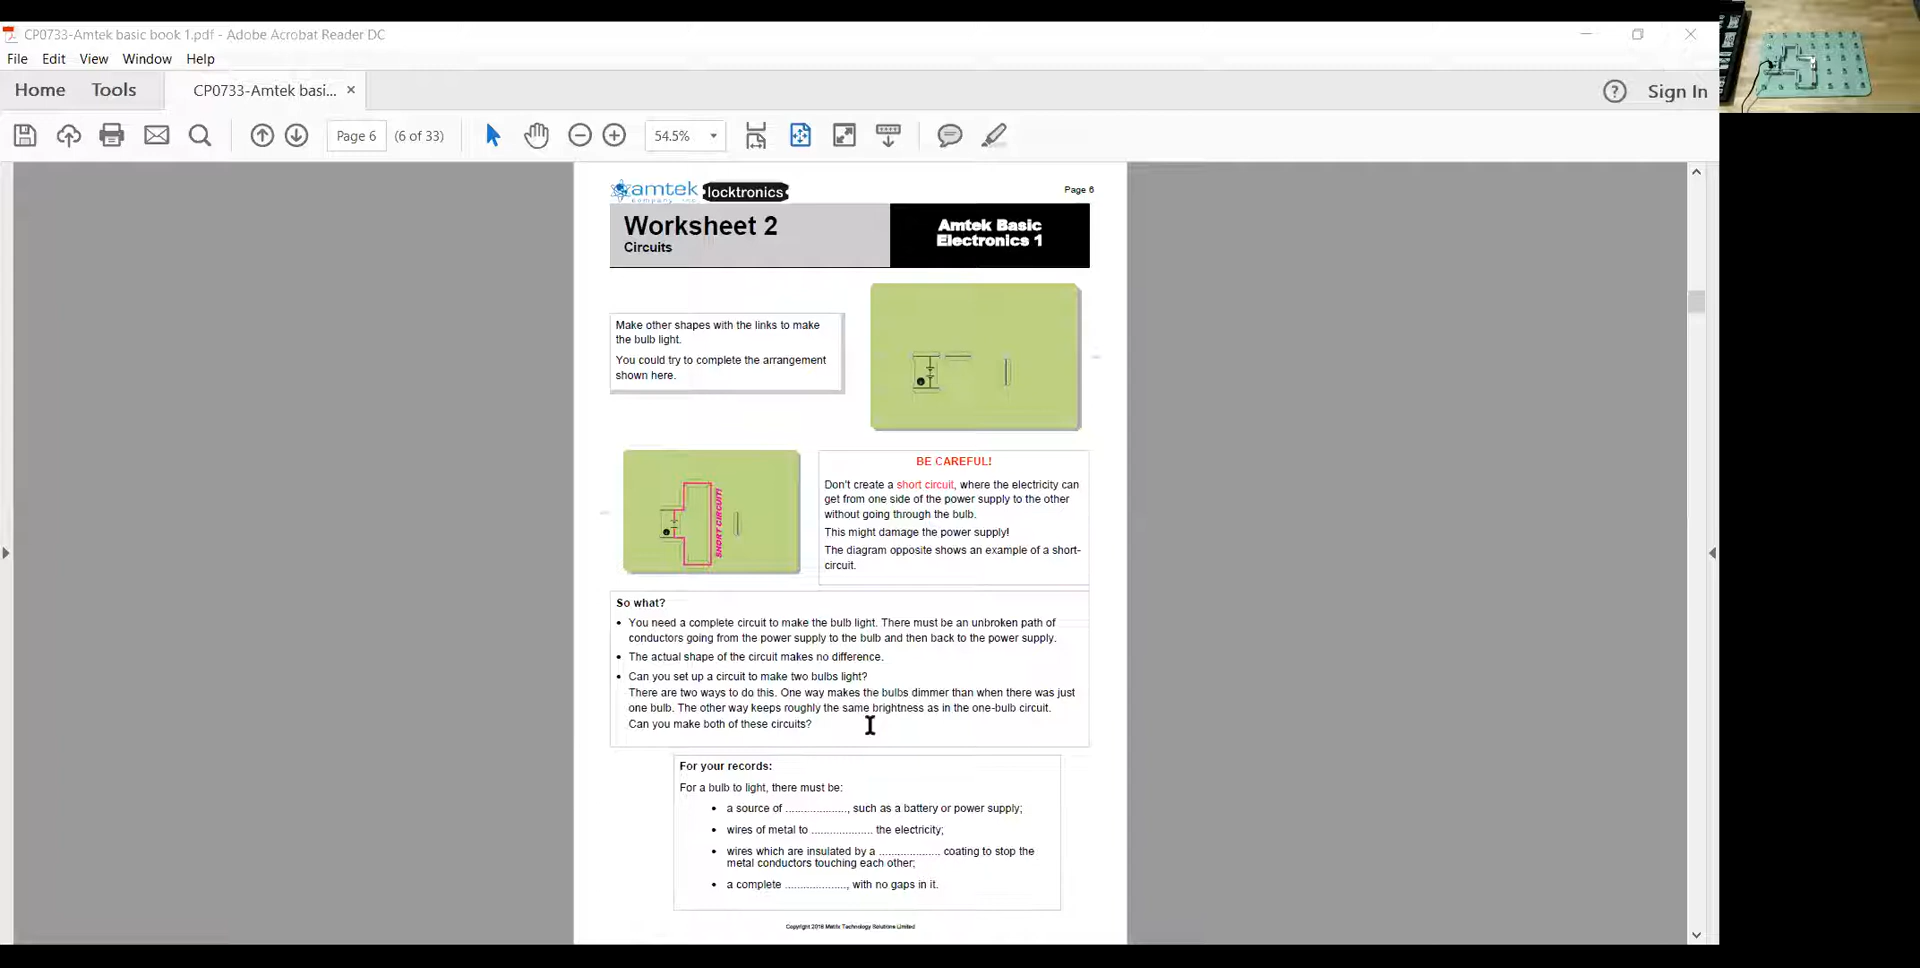 CP0733-Amtek basic book 1.pdf - Adobe Acrobat Reader DC
File Edit View Window Help
Home Tools CP0733-Amtek basi... × ? Sign In
Page 6 (6 of 33) 54.5%
amtek locktronics Page 6
company, inc.
Worksheet 2
Circuits
Amtek Basic
Electronics 1
Make other shapes with the links to make
the bulb light.
You could try to complete the arrangement
shown here.
SHORT CIRCUIT!
BE CAREFUL!
Don't create a short circuit, where the electricity can
get from one side of the power supply to the other
without going through the bulb.
This might damage the power supply!
The diagram opposite shows an example of a short-
circuit.
So what?
• You need a complete circuit to make the bulb light. There must be an unbroken path of
conductors going from the power supply to the bulb and then back to the power supply.
• The actual shape of the circuit makes no difference.
• Can you set up a circuit to make two bulbs light?
There are two ways to do this. One way makes the bulbs dimmer than when there was just
one bulb. The other way keeps roughly the same brightness as in the one-bulb circuit.
Can you make both of these circuits?
For your records:
For a bulb to light, there must be:
• a source of ...................., such as a battery or power supply;
• wires of metal to .................... the electricity;
• wires which are insulated by a .................... coating to stop the
metal conductors touching each other;
• a complete ...................., with no gaps in it.
Copyright 2016 Matrix Technology Solutions Limited